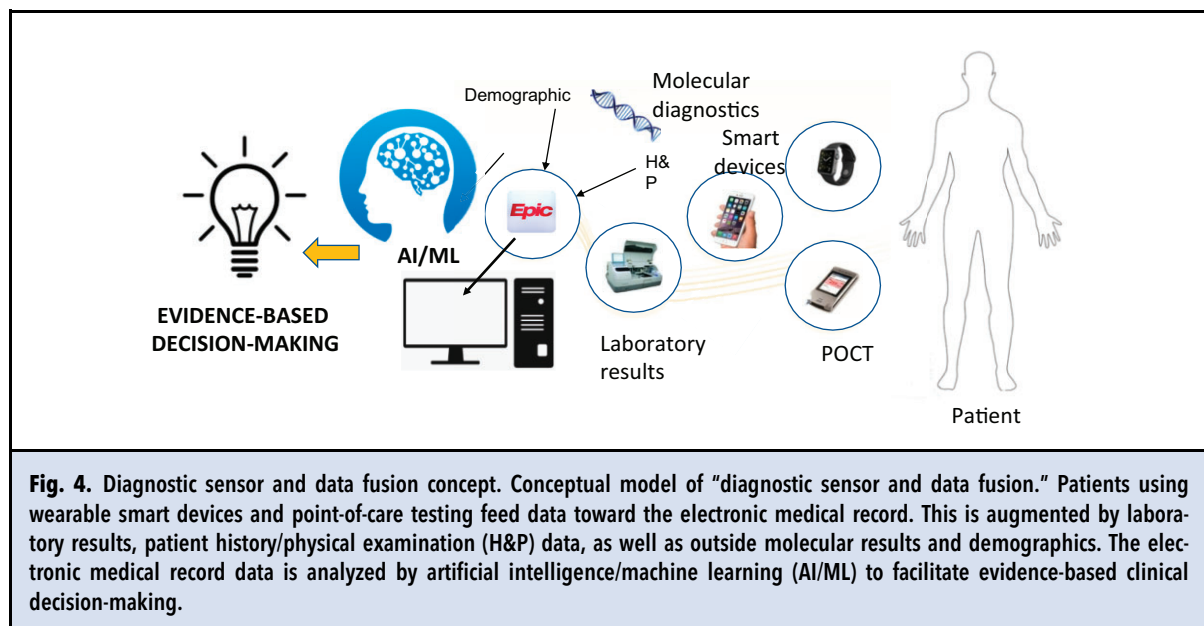 Demographic
Molecular
diagnostics
Smart
devices
H&
P
Epic
AI/ML
EVIDENCE-BASED
DECISION-MAKING
Laboratory
results
POCT
Patient
Fig. 4. Diagnostic sensor and data fusion concept. Conceptual model of "diagnostic sensor and data fusion." Patients using
wearable smart devices and point-of-care testing feed data toward the electronic medical record. This is augmented by labora-
tory results, patient history/physical examination (H&P) data, as well as outside molecular results and demographics. The elec-
tronic medical record data is analyzed by artificial intelligence/machine learning (AI/ML) to facilitate evidence-based clinical
decision-making.